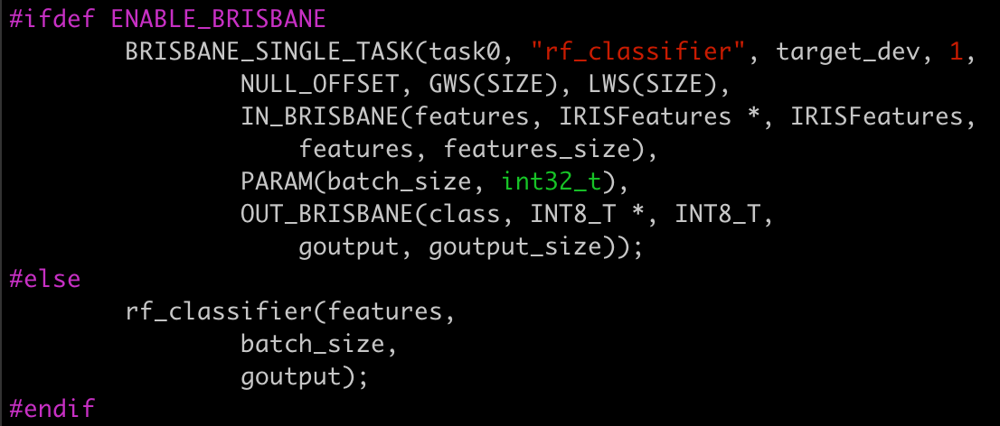 #ifdef ENABLE_BRISBANE
        BRISBANE_SINGLE_TASK(task0, "rf_classifier", target_dev, 1,
                NULL_OFFSET, GWS(SIZE), LWS(SIZE),
                IN_BRISBANE(features, IRISFeatures *, IRISFeatures,
                    features, features_size),
                PARAM(batch_size, int32_t),
                OUT_BRISBANE(class, INT8_T *, INT8_T,
                    goutput, goutput_size));
#else
        rf_classifier(features,
                batch_size,
                goutput);
#endif